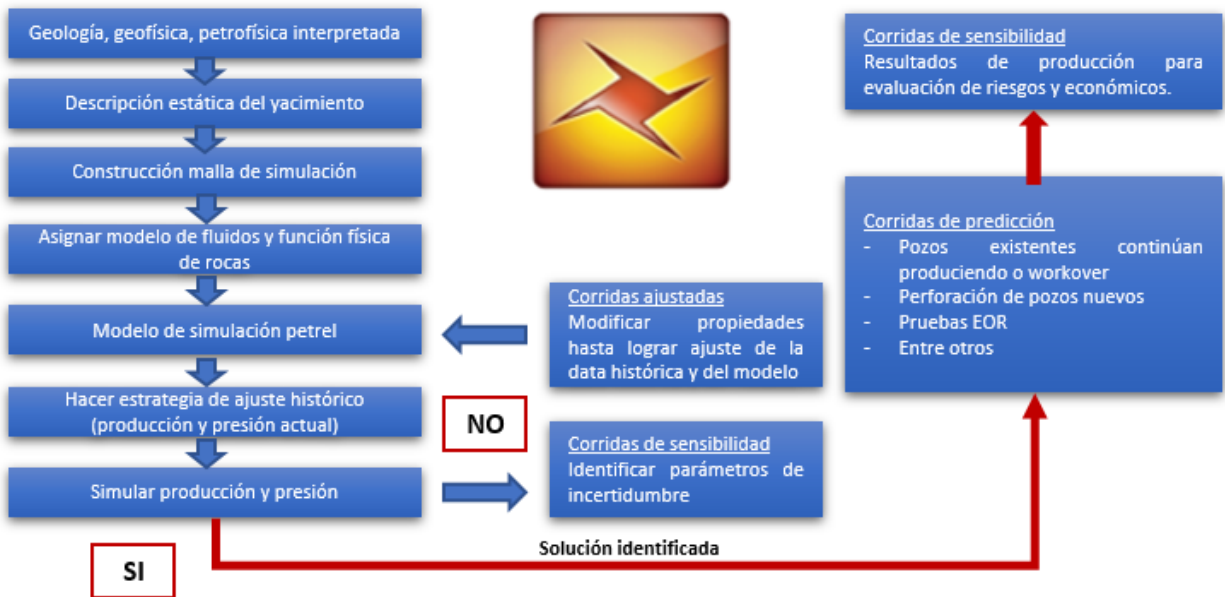 Geología, geofísica, petrofísica interpretada
Descripción estática del yacimiento
Construcción malla de simulación
Asignar modelo de fluidos y función física
de rocas
Modelo de simulación petrel
Hacer estrategia de ajuste histórico
(producción y presión actual)
Simular producción y presión
SI
NO
Corridas ajustadas
Modificar propiedades
hasta lograr ajuste de la
data histórica y del modelo
Corridas de sensibilidad
Identificar parámetros de
incertidumbre
Solución identificada
Corridas de predicción
- Pozos existentes continúan
produciendo o workover
- Perforación de pozos nuevos
- Pruebas EOR
- Entre otros
Corridas de sensibilidad
Resultados de producción para
evaluación de riesgos y económicos.